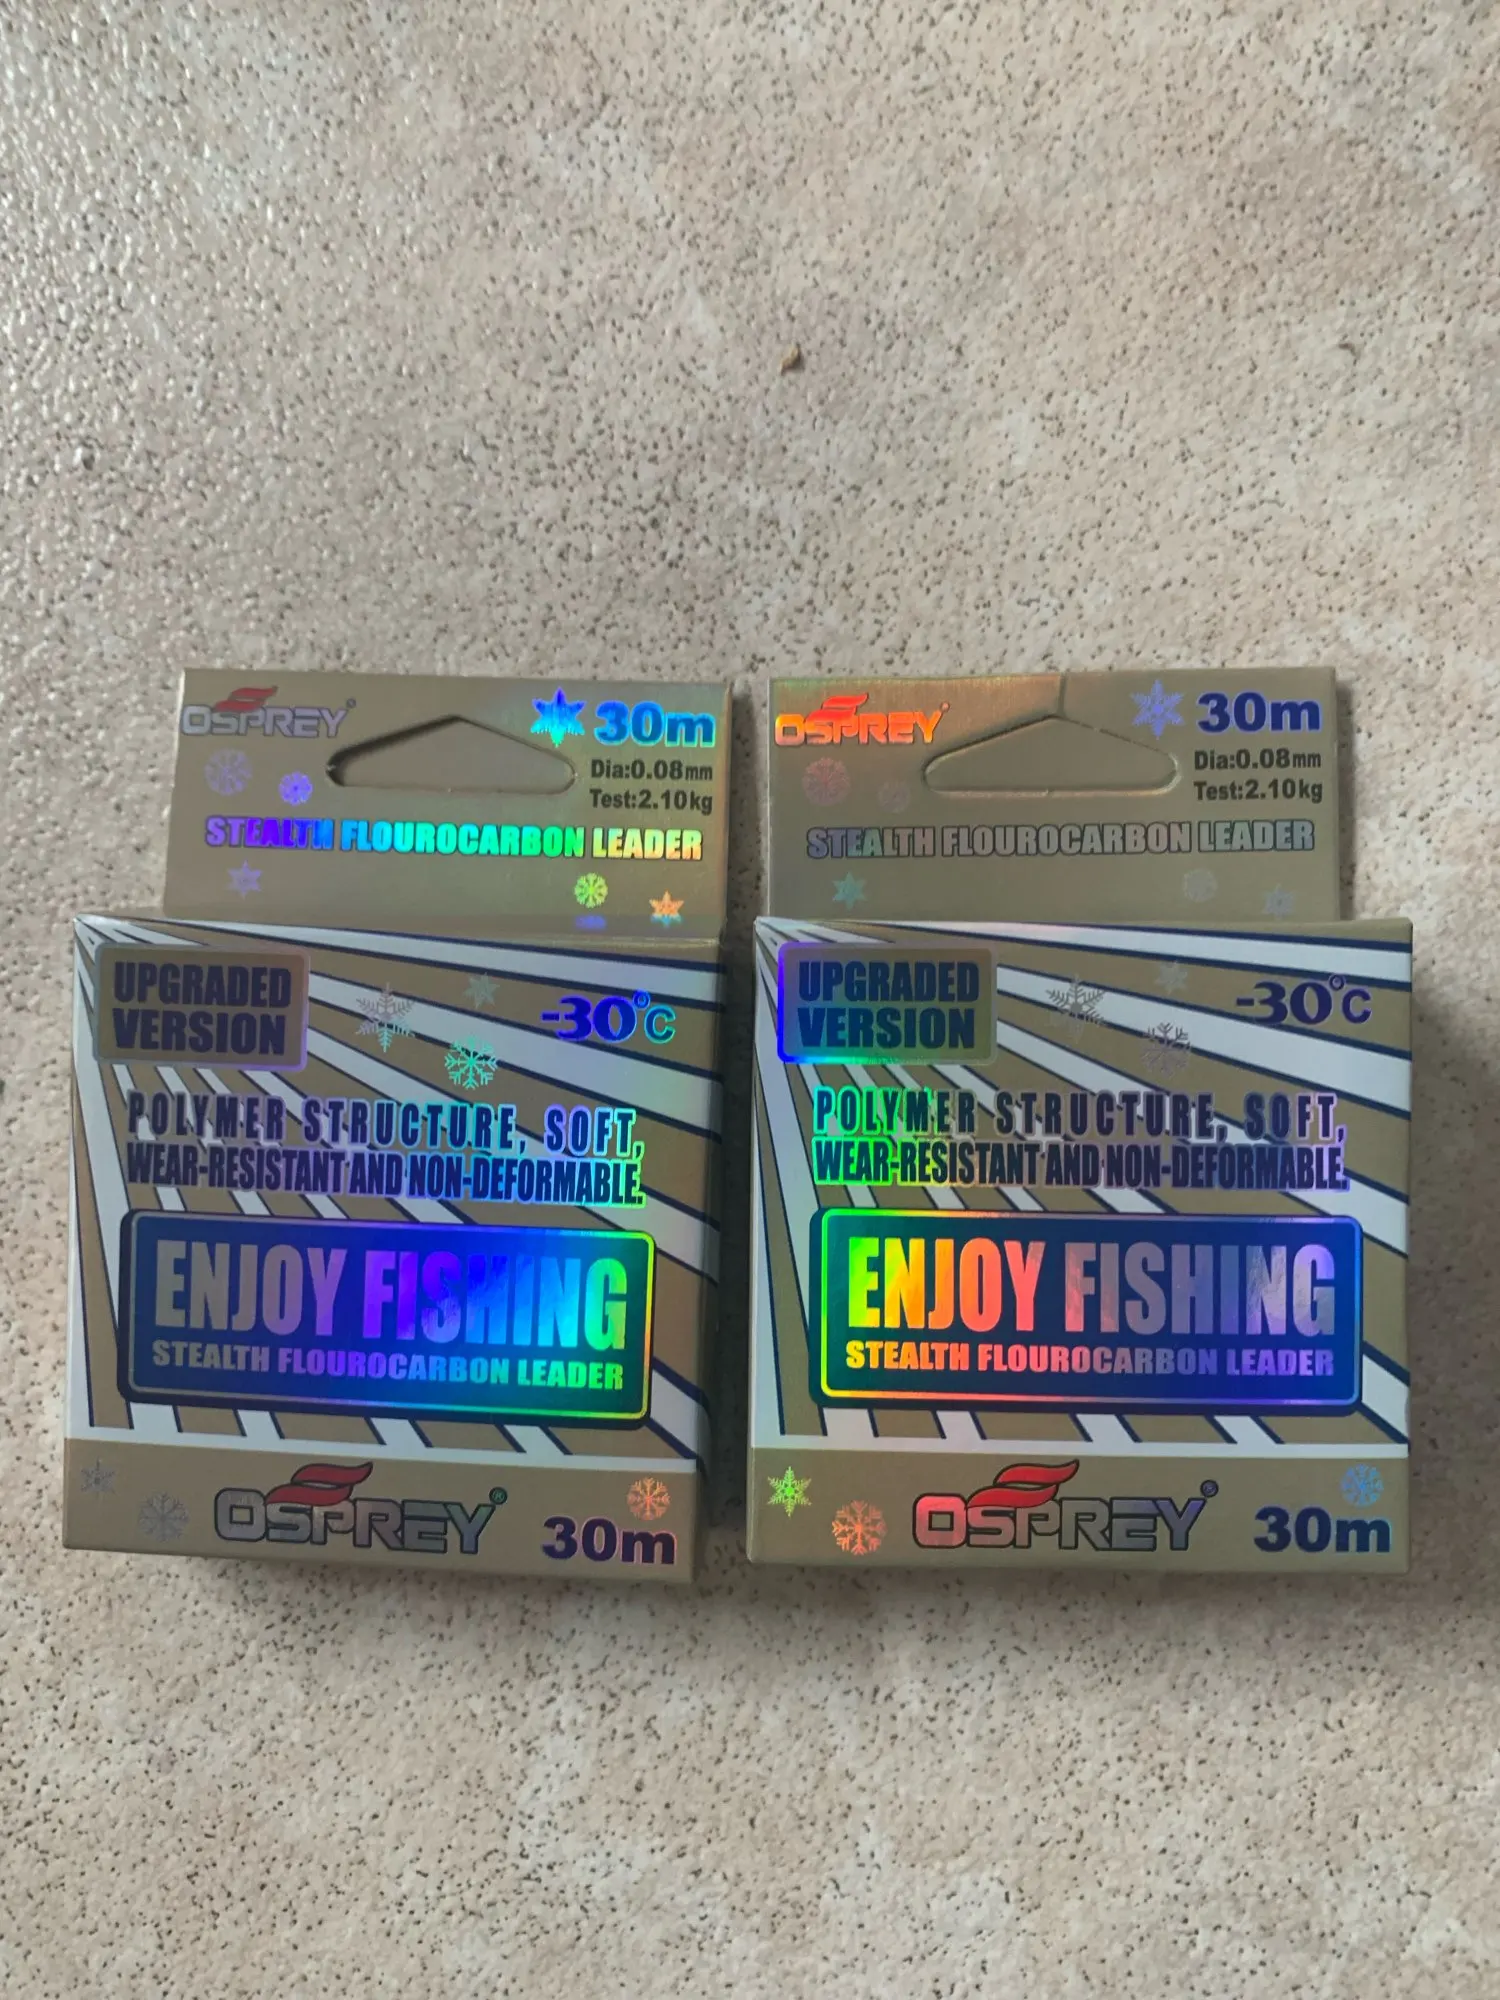 OSPREY
30m
Dia:0.08mm
Test:2.10kg
STEALTH FLOUROCARBON LEADER
UPGRADED
VERSION
-30°C
POLYMER STRUCTURE, SOFT,
WEAR-RESISTANT AND NON-DEFORMABLE.
ENJOY FISHING
STEALTH FLOUROCARBON LEADER
OSPREY®
30m
OSPREY
30m
Dia:0.08mm
Test:2.10kg
STEALTH FLOUROCARBON LEADER
UPGRADED
VERSION
-30°C
POLYMER STRUCTURE, SOFT,
WEAR-RESISTANT AND NON-DEFORMABLE.
ENJOY FISHING
STEALTH FLOUROCARBON LEADER
OSPREY®
30m